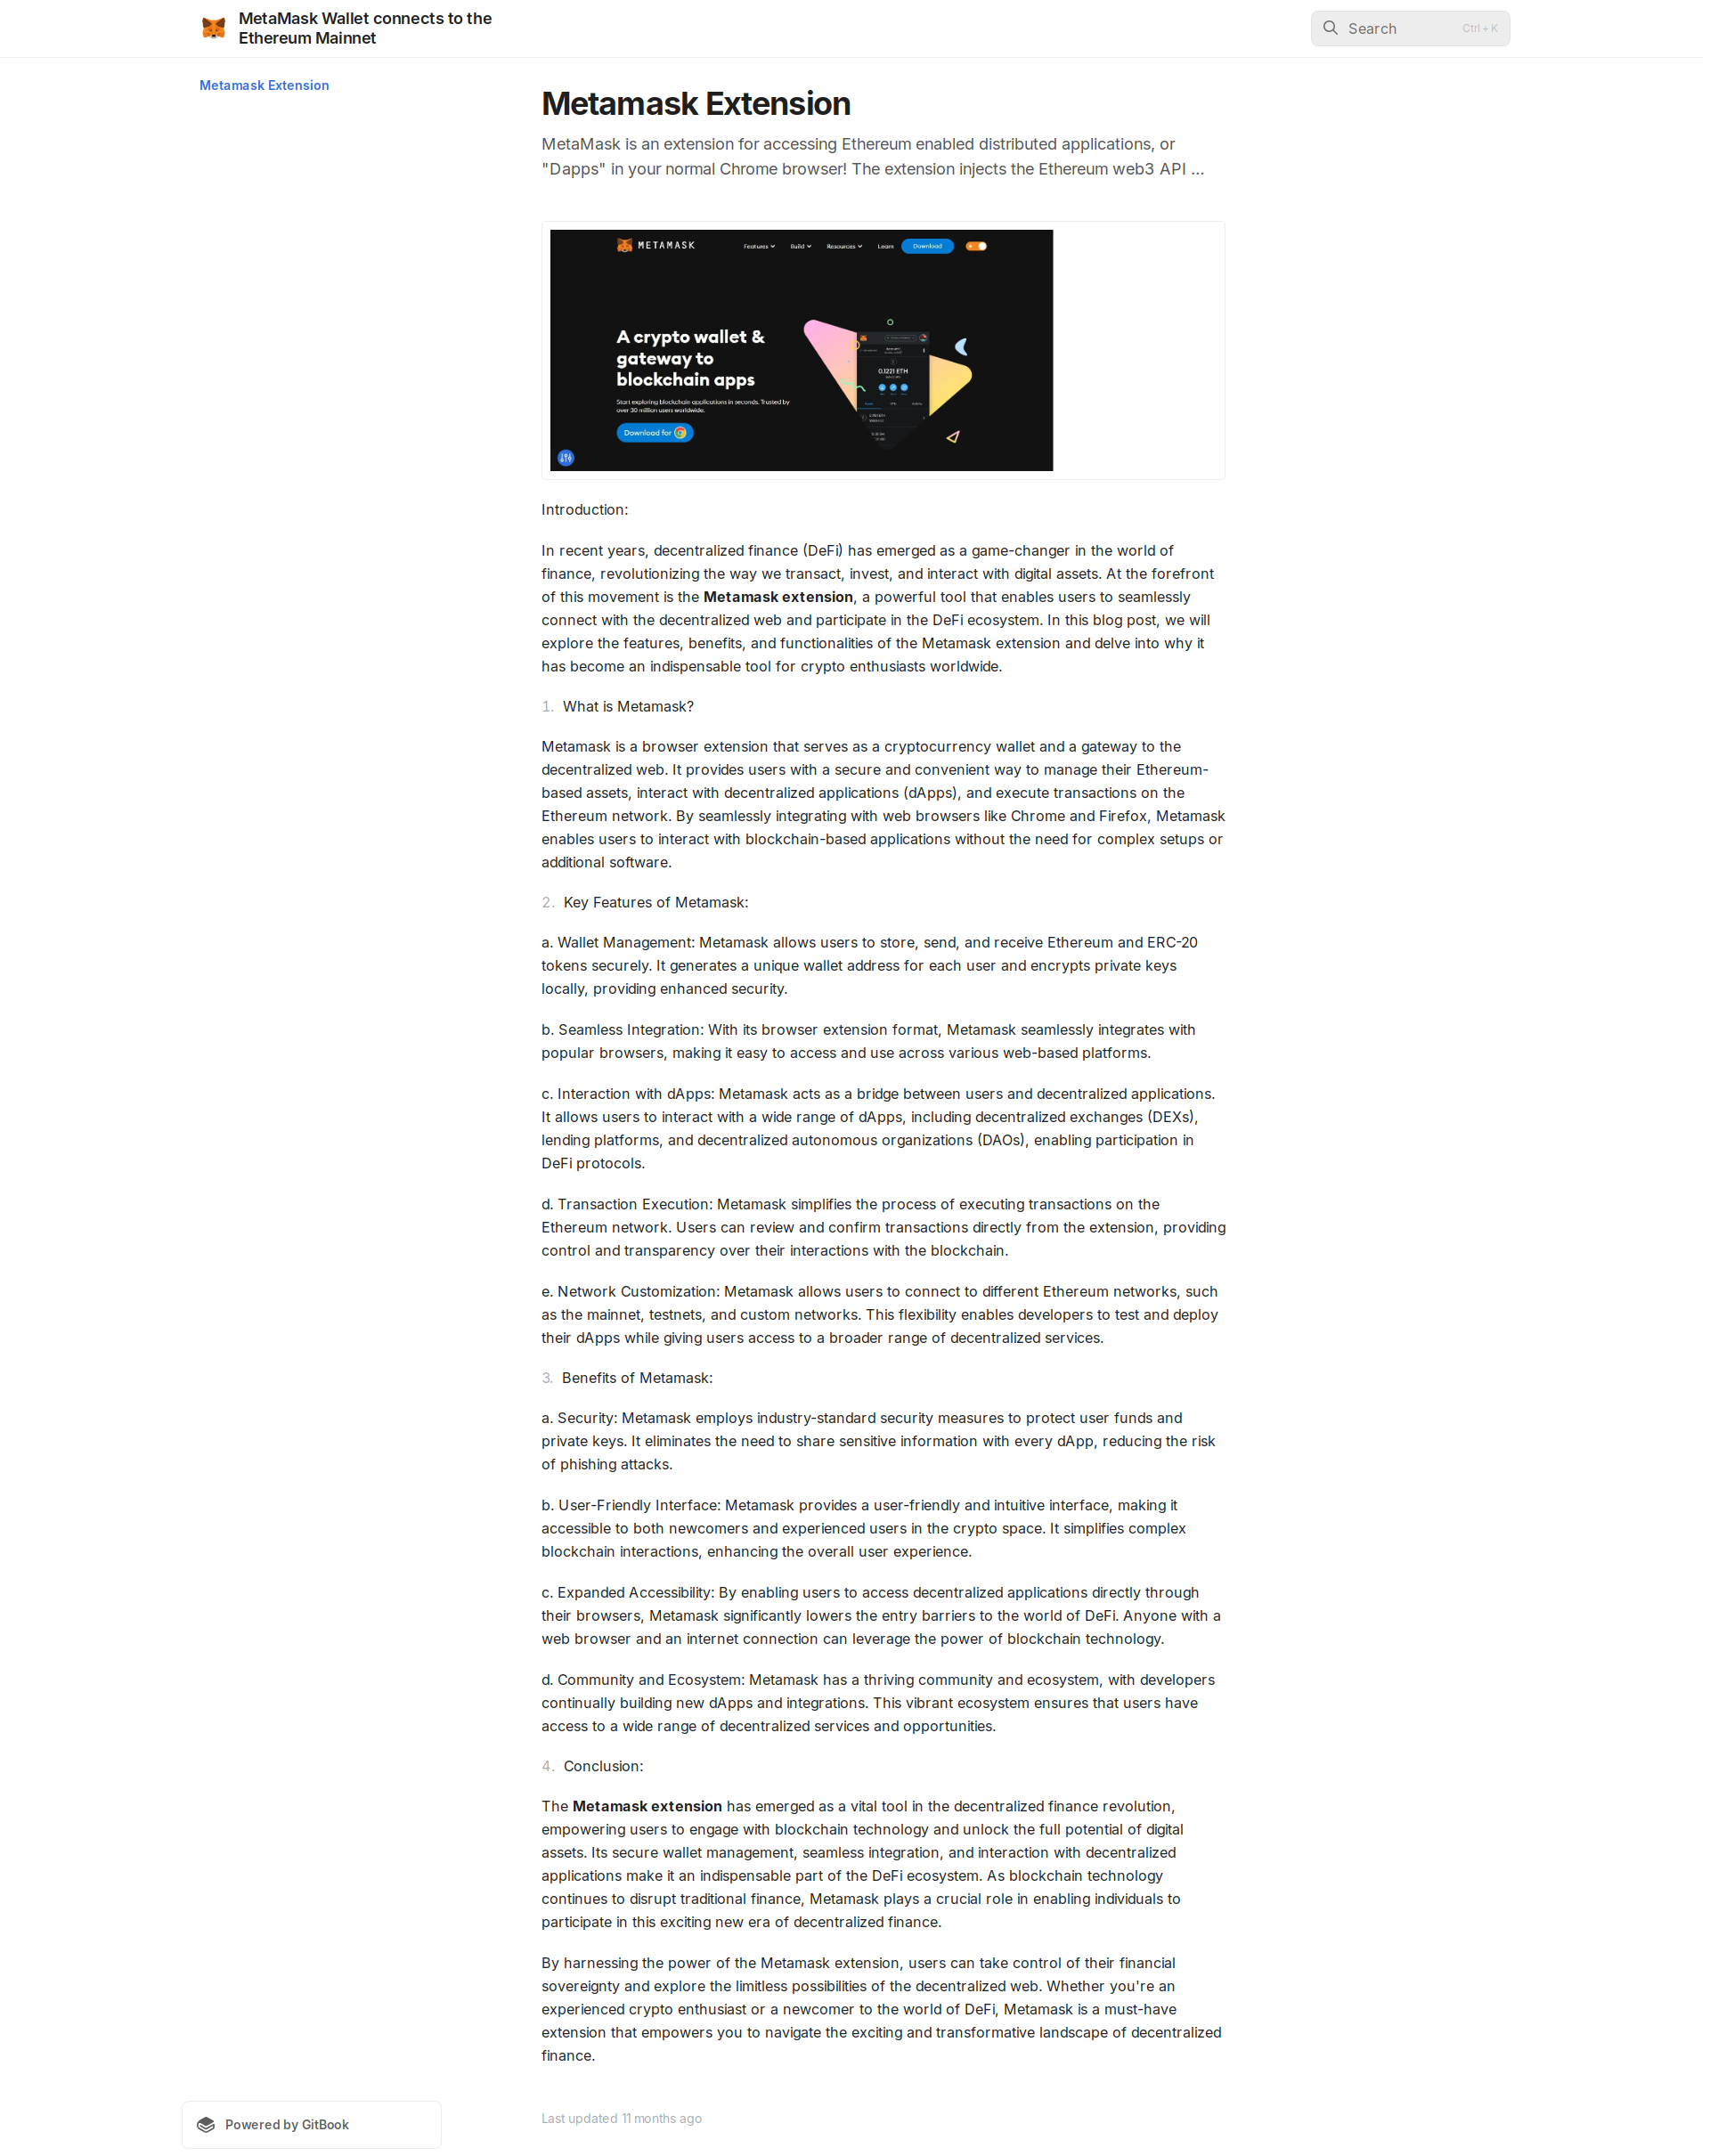 MetaMask Wallet connects to the
Ethereum Mainnet
Search
Ctrl + K
Metamask Extension
Metamask Extension
MetaMask is an extension for accessing Ethereum enabled distributed applications, or
"Dapps" in your normal Chrome browser! The extension injects the Ethereum web3 API ...
METAMASK
Features
Build
Resources
Learn
Download
A crypto wallet &
gateway to
blockchain apps
Start exploring blockchain applications in seconds. Trusted by
over 30 million users worldwide.
Download for
0.1221 ETH
Introduction:
In recent years, decentralized finance (DeFi) has emerged as a game-changer in the world of
finance, revolutionizing the way we transact, invest, and interact with digital assets. At the forefront
of this movement is the Metamask extension, a powerful tool that enables users to seamlessly
connect with the decentralized web and participate in the DeFi ecosystem. In this blog post, we will
explore the features, benefits, and functionalities of the Metamask extension and delve into why it
has become an indispensable tool for crypto enthusiasts worldwide.
1. What is Metamask?
Metamask is a browser extension that serves as a cryptocurrency wallet and a gateway to the
decentralized web. It provides users with a secure and convenient way to manage their Ethereum-
based assets, interact with decentralized applications (dApps), and execute transactions on the
Ethereum network. By seamlessly integrating with web browsers like Chrome and Firefox, Metamask
enables users to interact with blockchain-based applications without the need for complex setups or
additional software.
2. Key Features of Metamask:
a. Wallet Management: Metamask allows users to store, send, and receive Ethereum and ERC-20
tokens securely. It generates a unique wallet address for each user and encrypts private keys
locally, providing enhanced security.
b. Seamless Integration: With its browser extension format, Metamask seamlessly integrates with
popular browsers, making it easy to access and use across various web-based platforms.
c. Interaction with dApps: Metamask acts as a bridge between users and decentralized applications.
It allows users to interact with a wide range of dApps, including decentralized exchanges (DEXs),
lending platforms, and decentralized autonomous organizations (DAOs), enabling participation in
DeFi protocols.
d. Transaction Execution: Metamask simplifies the process of executing transactions on the
Ethereum network. Users can review and confirm transactions directly from the extension, providing
control and transparency over their interactions with the blockchain.
e. Network Customization: Metamask allows users to connect to different Ethereum networks, such
as the mainnet, testnets, and custom networks. This flexibility enables developers to test and deploy
their dApps while giving users access to a broader range of decentralized services.
3. Benefits of Metamask:
a. Security: Metamask employs industry-standard security measures to protect user funds and
private keys. It eliminates the need to share sensitive information with every dApp, reducing the risk
of phishing attacks.
b. User-Friendly Interface: Metamask provides a user-friendly and intuitive interface, making it
accessible to both newcomers and experienced users in the crypto space. It simplifies complex
blockchain interactions, enhancing the overall user experience.
c. Expanded Accessibility: By enabling users to access decentralized applications directly through
their browsers, Metamask significantly lowers the entry barriers to the world of DeFi. Anyone with a
web browser and an internet connection can leverage the power of blockchain technology.
d. Community and Ecosystem: Metamask has a thriving community and ecosystem, with developers
continually building new dApps and integrations. This vibrant ecosystem ensures that users have
access to a wide range of decentralized services and opportunities.
4. Conclusion:
The Metamask extension has emerged as a vital tool in the decentralized finance revolution,
empowering users to engage with blockchain technology and unlock the full potential of digital
assets. Its secure wallet management, seamless integration, and interaction with decentralized
applications make it an indispensable part of the DeFi ecosystem. As blockchain technology
continues to disrupt traditional finance, Metamask plays a crucial role in enabling individuals to
participate in this exciting new era of decentralized finance.
By harnessing the power of the Metamask extension, users can take control of their financial
sovereignty and explore the limitless possibilities of the decentralized web. Whether you're an
experienced crypto enthusiast or a newcomer to the world of DeFi, Metamask is a must-have
extension that empowers you to navigate the exciting and transformative landscape of decentralized
finance.
Powered by GitBook
Last updated 11 months ago